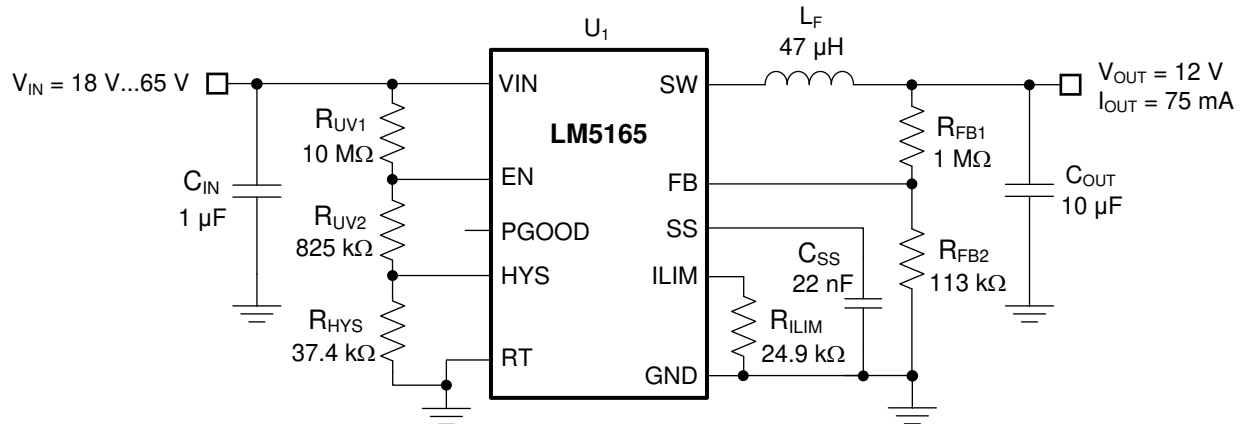 U1
LF
47 µH
VIN = 18 V...65 V
VOUT = 12 V
IOUT = 75 mA
VIN
SW
LM5165
RUV1
10 MΩ
RFB1
1 MΩ
EN
FB
CIN
1 µF
COUT
10 µF
RUV2
825 kΩ
PGOOD
SS
CSS
22 nF
RFB2
113 kΩ
HYS
ILIM
RHYS
37.4 kΩ
RILIM
24.9 kΩ
RT
GND